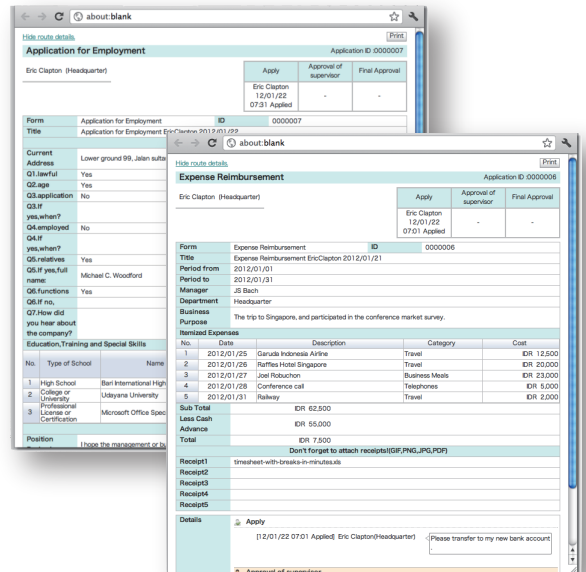 about:blank
Hide route details.
Print
Application for Employment
Application ID :0000007
Eric Clapton (Headquarter)
Apply
Approval of supervisor
Final Approval
Eric Clapton
12/01/22
07:31 Applied
-
-
Form Application for Employment ID 0000007
Title Application for Employment EricClapton 2012/01/22
Current Address Lower ground 99, Jalan sulta
Q1.lawful Yes
Q2.age Yes
Q3.application No
Q3.If yes,when?
Q4.employed No
Q4.If yes,when?
Q5.relatives Yes
Q5.If yes,full name: Michael C. Woodford
Q6.functions Yes
Q6.If no,
Q7.How did you hear about the company?
Education,Training and Special Skills
No. Type of School Name
1 High School Bari International High
2 College or University Udayana University
3 Professional License or Certification Microsoft Office Spec
Position
I hope the management or bu
about:blank
Hide route details.
Print
Expense Reimbursement
Application ID :0000006
Eric Clapton (Headquarter)
Apply
Approval of supervisor
Final Approval
Eric Clapton
12/01/22
07:01 Applied
-
-
Form Expense Reimbursement ID 0000006
Title Expense Reimbursement EricClapton 2012/01/21
Period from 2012/01/01
Period to 2012/01/31
Manager JS Bach
Department Headquarter
Business Purpose The trip to Singapore, and participated in the conference market survey.
Itemized Expenses
No. Date Description Category Cost
1 2012/01/25 Garuda Indonesia Airline Travel IDR 12,500
2 2012/01/26 Raffles Hotel Singapore Travel IDR 20,000
3 2012/01/27 Joel Robuchon Business Meals IDR 23,000
4 2012/01/28 Conference call Telephones IDR 5,000
5 2012/01/31 Railway Travel IDR 2,000
Sub Total IDR 62,500
Less Cash Advance IDR 55,000
Total IDR 7,500
Don't forget to attach receipts!(GIF,PNG,JPG,PDF)
Receipt1 timesheet-with-breaks-in-minutes.xls
Receipt2
Receipt3
Receipt4
Receipt5
Details Apply
[12/01/22 07:01 Applied] Eric Clapton(Headquarter) Please transfer to my new bank account
.
Approval of supervisor